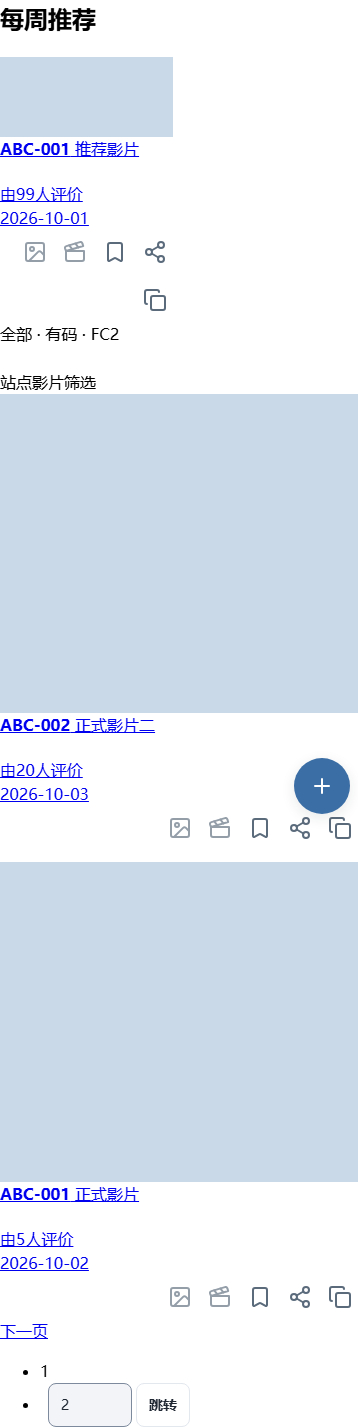 每周推荐
ABC-001 推荐影片
由99人评价
2026-10-01
全部 · 有码 · FC2
站点影片筛选
ABC-002 正式影片二
由20人评价
2026-10-03
ABC-001 正式影片
由5人评价
2026-10-02
下一页
1
2 跳转